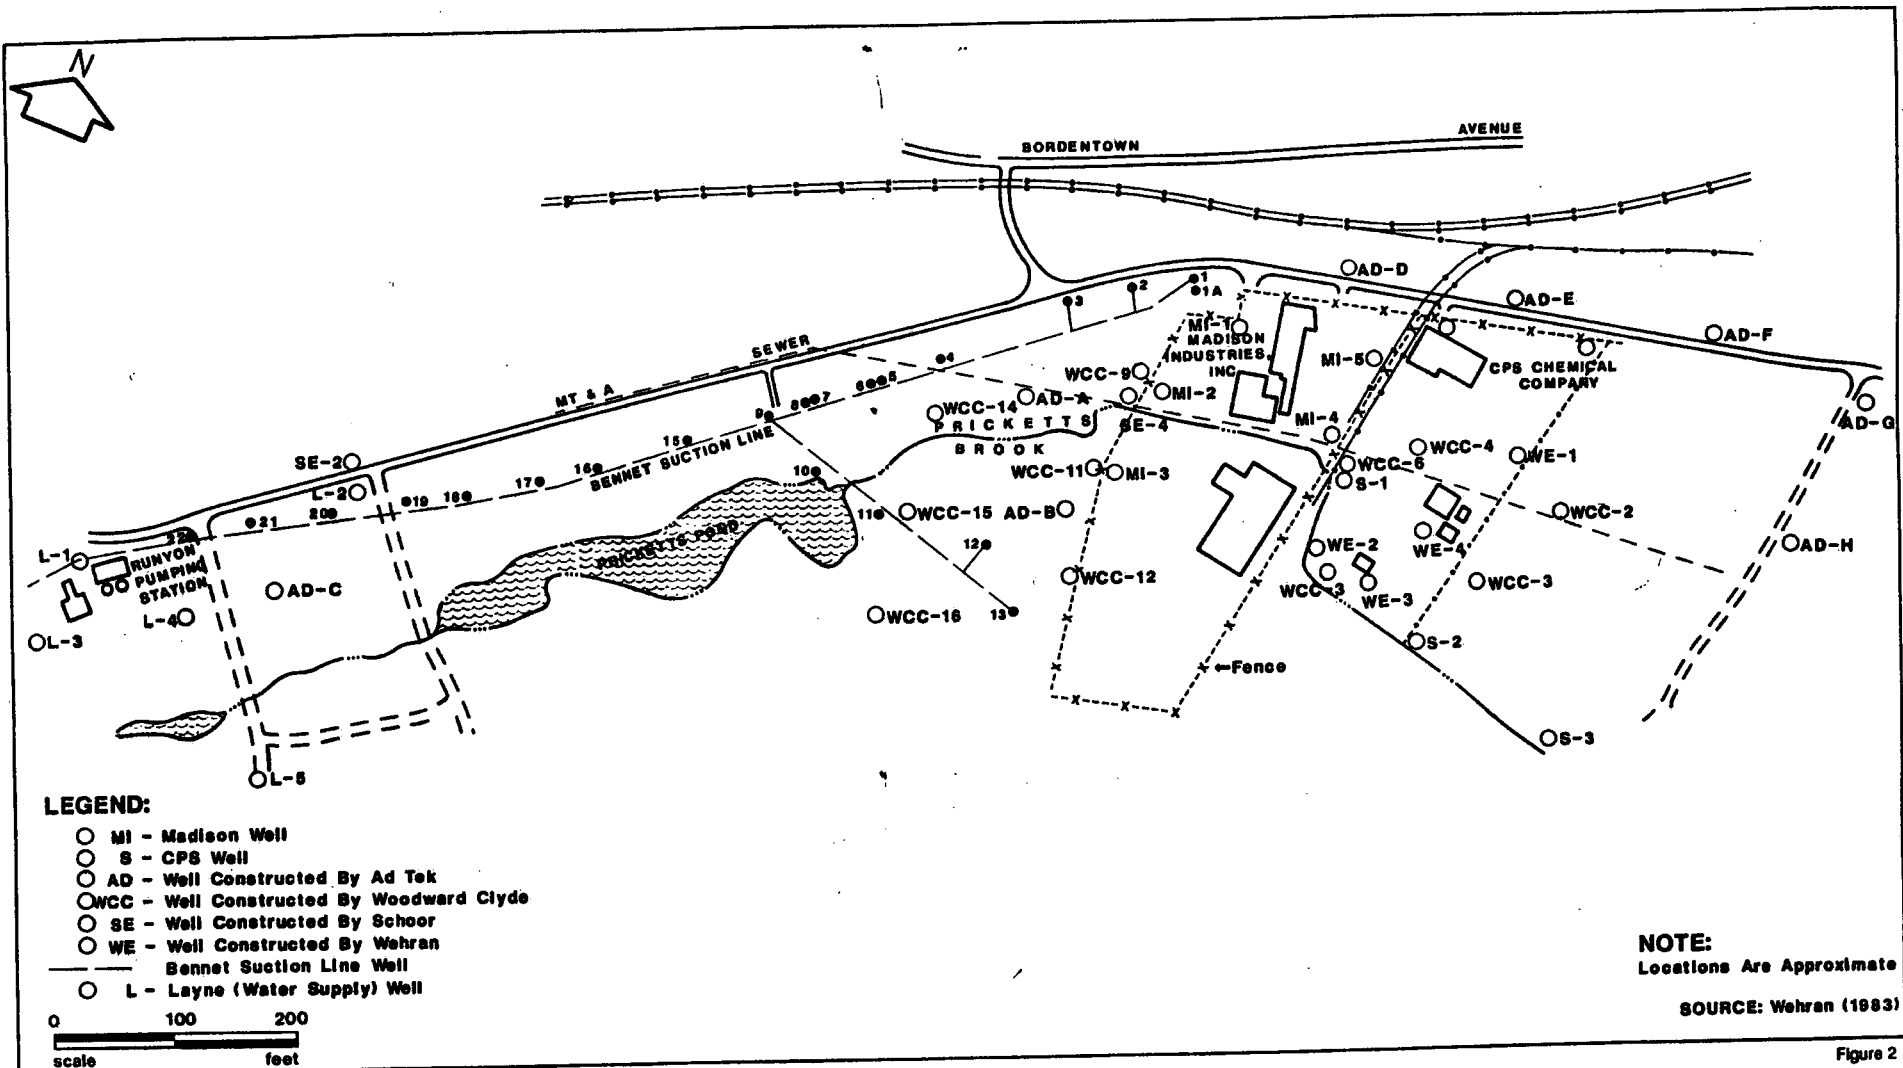 N
BORDENTOWN AVENUE
AD-D
AD-E
AD-F
AD-G
AD-H
1
1A
2
3
4
MI-1
MADISON
INDUSTRIES,
INC
MI-5
CPS CHEMICAL
COMPANY
SEWER
MT & A
WCC-9
MI-2
AD-A
SE-4
MI-4
WCC-14
PRICKETTS
BROOK
6 5
8 7
9
15
BENNET SUCTION LINE
16
17
18
19
20
21
22
SE-2
L-2
L-1
RUNYON
PUMPING
STATION
L-4
L-3
AD-C
L-5
PRICKETTS POND
10
11
12
13
WCC-11
MI-3
WCC-15
AD-B
WCC-12
WCC-16
WCC-4
WE-1
WCC-6
S-1
WCC-2
WE-2
WE-4
WCC-3
WE-3
WCC-3
S-2
S-3
←Fence
LEGEND:
MI - Madison Well
S - CPS Well
AD - Well Constructed By Ad Tek
WCC - Well Constructed By Woodward Clyde
SE - Well Constructed By Schoor
WE - Well Constructed By Wehran
Bennet Suction Line Well
L - Layne (Water Supply) Well
0 100 200
scale feet
NOTE:
Locations Are Approximate
SOURCE: Wehran (1983)
Figure 2